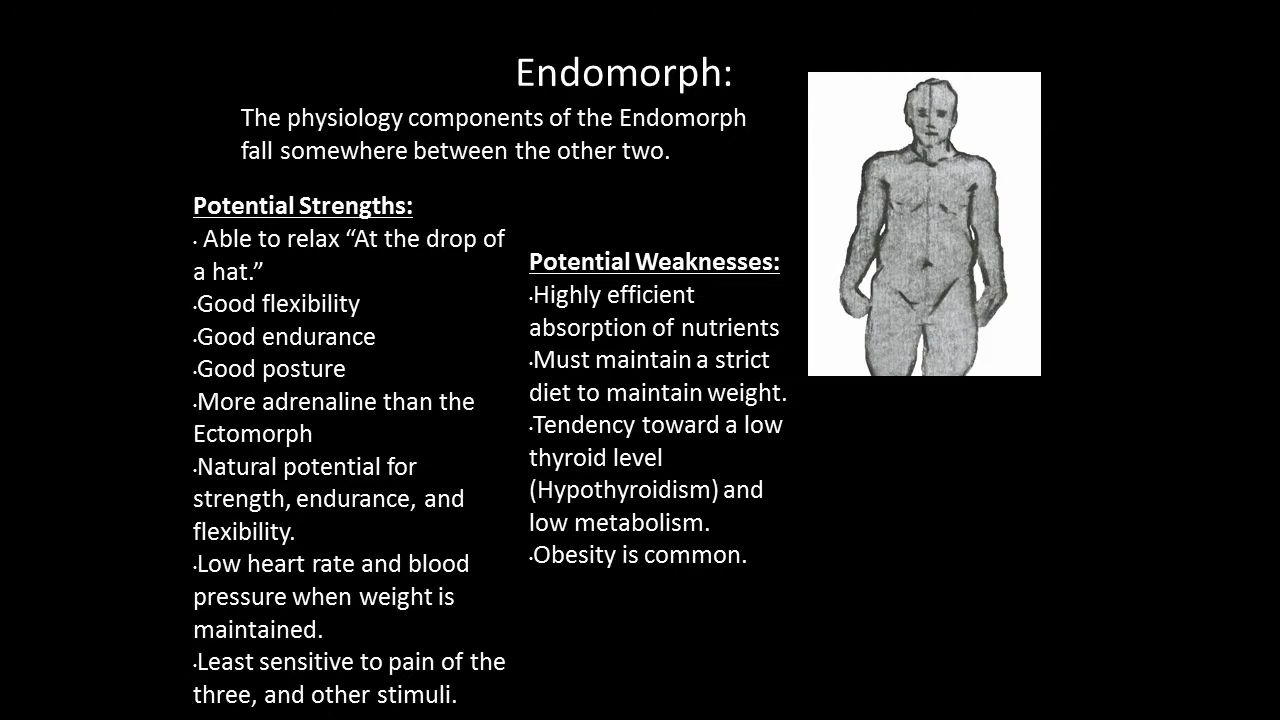 Endomorph:
The physiology components of the Endomorph
fall somewhere between the other two.
Potential Strengths:
· Able to relax “At the drop of
a hat.”
·Good flexibility
·Good endurance
·Good posture
·More adrenaline than the
Ectomorph
·Natural potential for
strength, endurance, and
flexibility.
·Low heart rate and blood
pressure when weight is
maintained.
·Least sensitive to pain of the
three, and other stimuli.
Potential Weaknesses:
·Highly efficient
absorption of nutrients
·Must maintain a strict
diet to maintain weight.
·Tendency toward a low
thyroid level
(Hypothyroidism) and
low metabolism.
·Obesity is common.